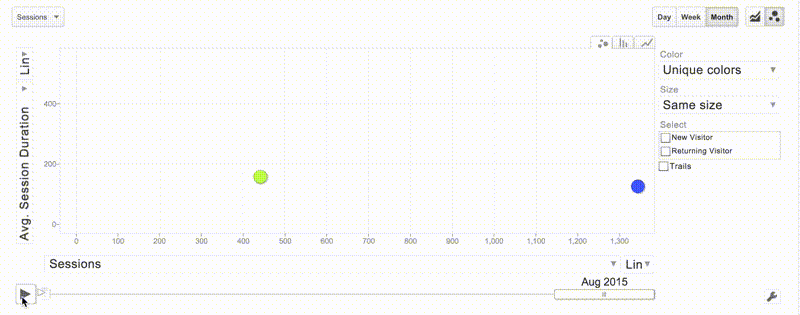 Sessions
Day Week Month
Color
Unique colors
Size
Same size
Select
New Visitor
Returning Visitor
Trails
Lin
Avg. Session Duration
400
200
0
0 100 200 300 400 500 600 700 800 900 1,000 1,100 1,200 1,300
Sessions
Lin
Aug 2015